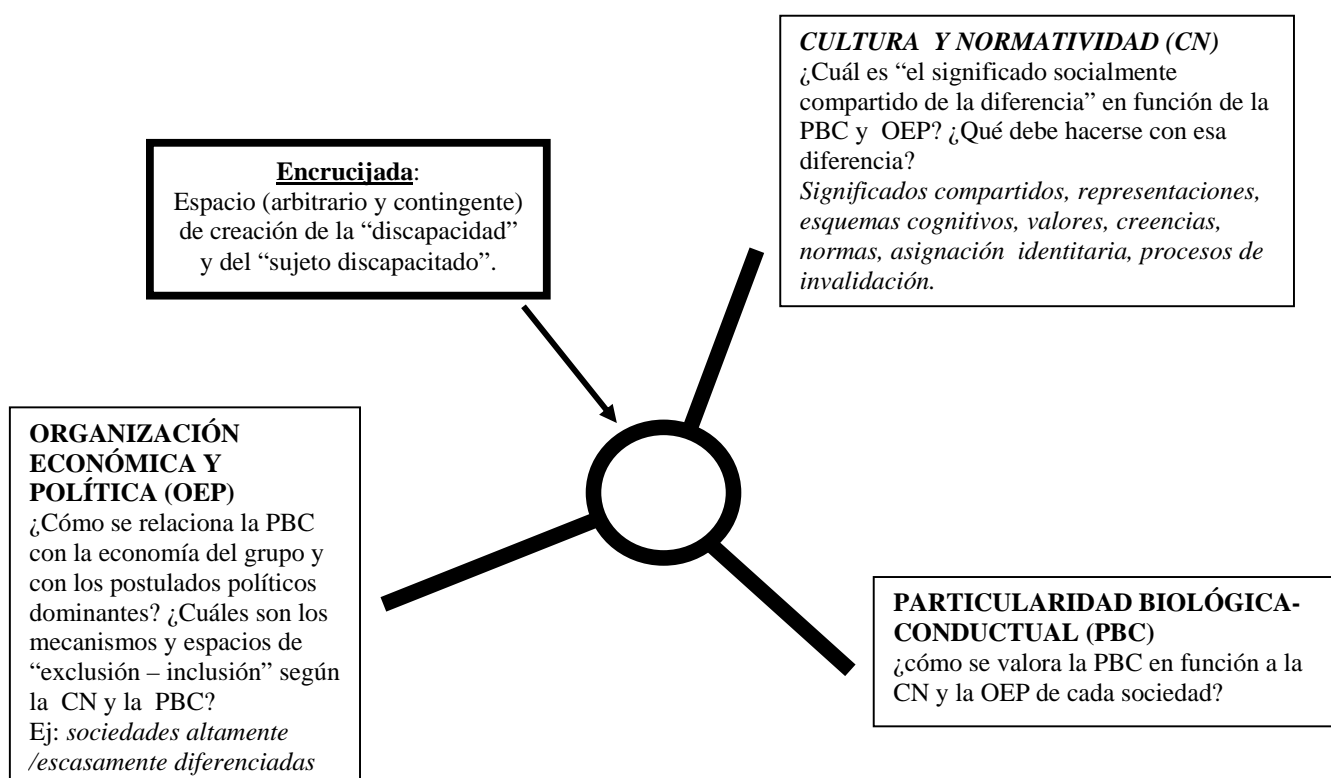 CULTURA Y NORMATIVIDAD (CN)
¿Cuál es “el significado socialmente
compartido de la diferencia” en función de la
PBC y OEP? ¿Qué debe hacerse con esa
diferencia?
Significados compartidos, representaciones,
esquemas cognitivos, valores, creencias,
normas, asignación identitaria, procesos de
invalidación.
Encrucijada:
Espacio (arbitrario y contingente)
de creación de la “discapacidad”
y del “sujeto discapacitado”.
ORGANIZACIÓN
ECONÓMICA Y
POLÍTICA (OEP)
¿Cómo se relaciona la PBC
con la economía del grupo y
con los postulados políticos
dominantes? ¿Cuáles son los
mecanismos y espacios de
“exclusión – inclusión” según
la CN y la PBC?
Ej: sociedades altamente
/escasamente diferenciadas
PARTICULARIDAD BIOLÓGICA-
CONDUCTUAL (PBC)
¿cómo se valora la PBC en función a la
CN y la OEP de cada sociedad?